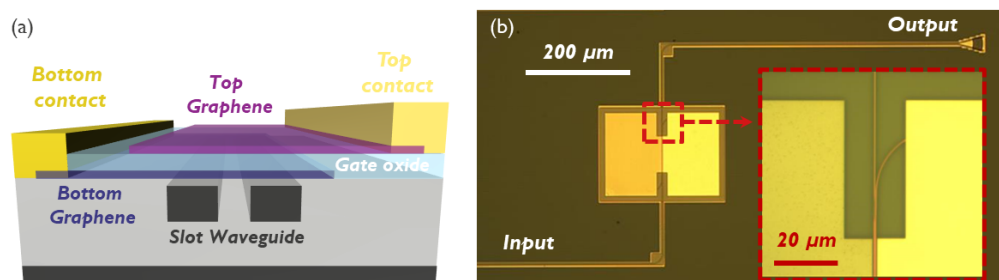 (a)
Bottom
contact
Top
Graphene
Top
contact
Gate oxide
Bottom
Graphene
Slot Waveguide
(b)
Output
200 μm
Input
20 μm